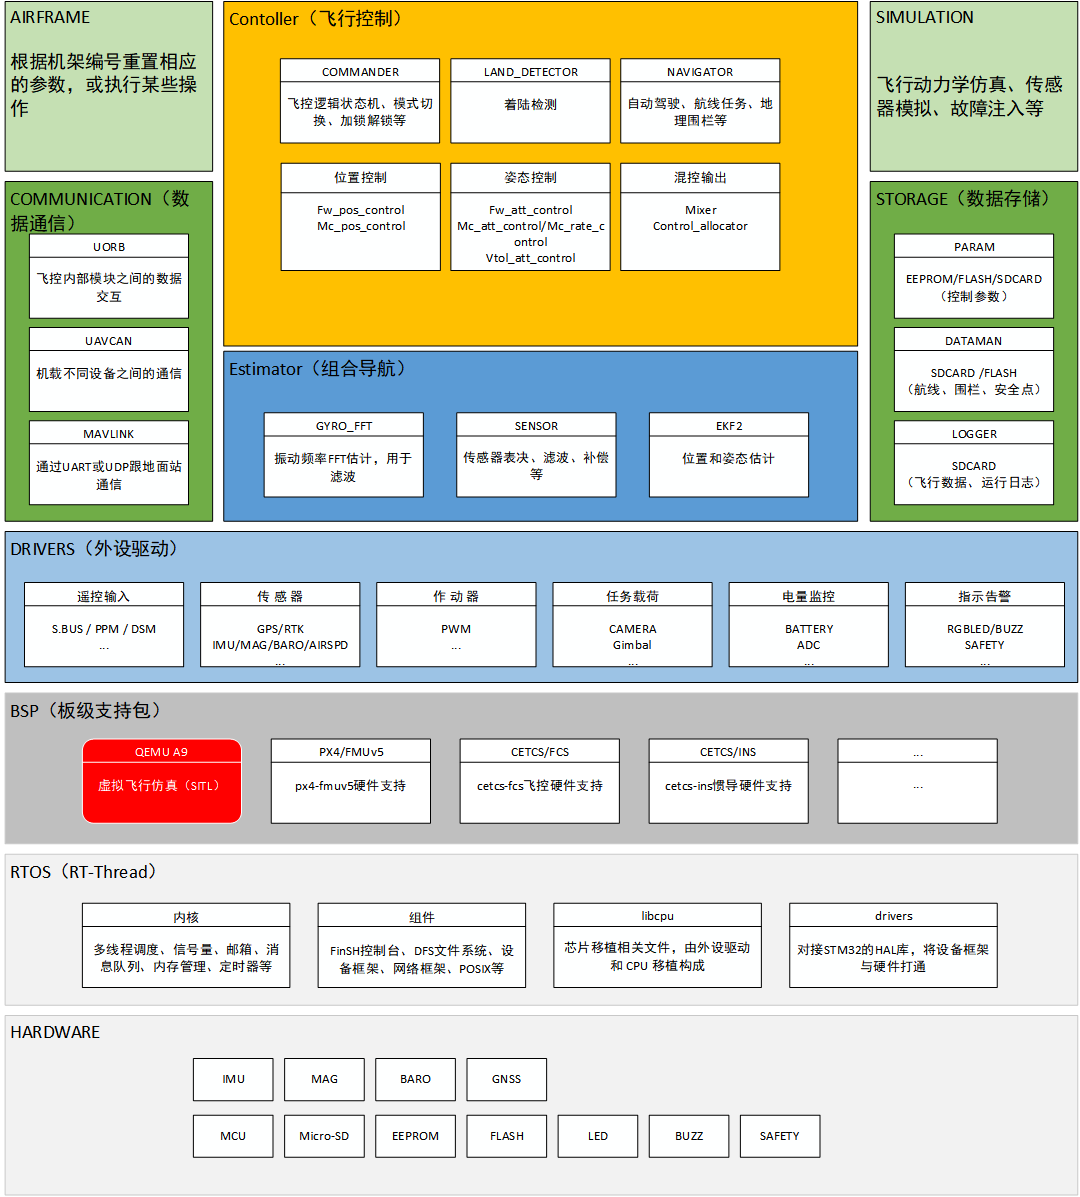 AIRFRAME
根据机架编号重置相应
的参数，或执行某些操
作
Contoller（飞行控制）
COMMANDER
飞控逻辑状态机、模式切
换、加锁解锁等
LAND_DETECTOR
着陆检测
NAVIGATOR
自动驾驶、航线任务、地
理围栏等
位置控制
Fw_pos_control
Mc_pos_control
姿态控制
Fw_att_control
Mc_att_control/Mc_rate_c
ontrol
Vtol_att_control
混控输出
Mixer
Control_allocator
SIMULATION
飞行动力学仿真、传感
器模拟、故障注入等
COMMUNICATION（数
据通信）
UORB
飞控内部模块之间的数据
交互
UAVCAN
机载不同设备之间的通信
MAVLINK
通过UART或UDP跟地面站
通信
Estimator（组合导航）
GYRO_FFT
振动频率FFT估计，用于
滤波
SENSOR
传感器表决、滤波、补偿
等
EKF2
位置和姿态估计
STORAGE（数据存储）
PARAM
EEPROM/FLASH/SDCARD
（控制参数）
DATAMAN
SDCARD /FLASH
（航线、围栏、安全点）
LOGGER
SDCARD
（飞行数据、运行日志）
DRIVERS（外设驱动）
遥控输入
S.BUS / PPM / DSM
...
传 感 器
GPS/RTK
IMU/MAG/BARO/AIRSPD
...
作 动 器
PWM
...
任务载荷
CAMERA
Gimbal
...
电量监控
BATTERY
ADC
...
指示告警
RGBLED/BUZZ
SAFETY
...
BSP（板级支持包）
QEMU A9
虚拟飞行仿真（SITL）
PX4/FMUv5
px4-fmuv5硬件支持
CETCS/FCS
cetcs-fcs飞控硬件支持
CETCS/INS
cetcs-ins惯导硬件支持
...
...
RTOS（RT-Thread）
内核
多线程调度、信号量、邮箱、消
息队列、内存管理、定时器等
组件
FinSH控制台、DFS文件系统、设
备框架、网络框架、POSIX等
libcpu
芯片移植相关文件，由外设驱动
和 CPU 移植构成
drivers
对接STM32的HAL库，将设备框架
与硬件打通
HARDWARE
IMU
MAG
BARO
GNSS
MCU
Micro-SD
EEPROM
FLASH
LED
BUZZ
SAFETY